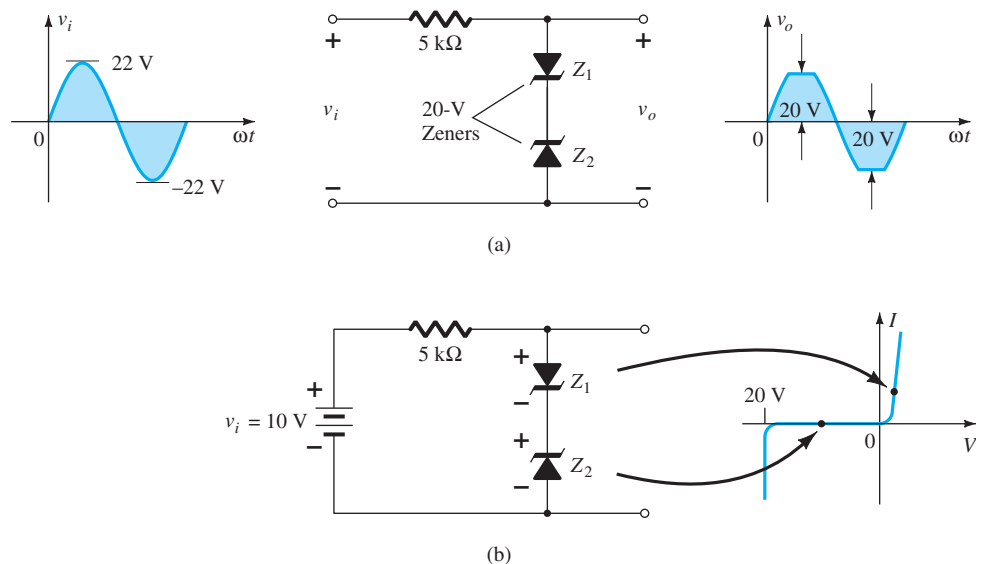 v_i
22 V
0
ωt
–22 V
+
5 kΩ
+
Z_1
v_i
20-V
Zeners
v_o
Z_2
–
–
v_o
20 V
0
20 V
ωt
(a)
5 kΩ
+
Z_1
–
+
v_i = 10 V
–
+
Z_2
–
I
20 V
0
V
(b)